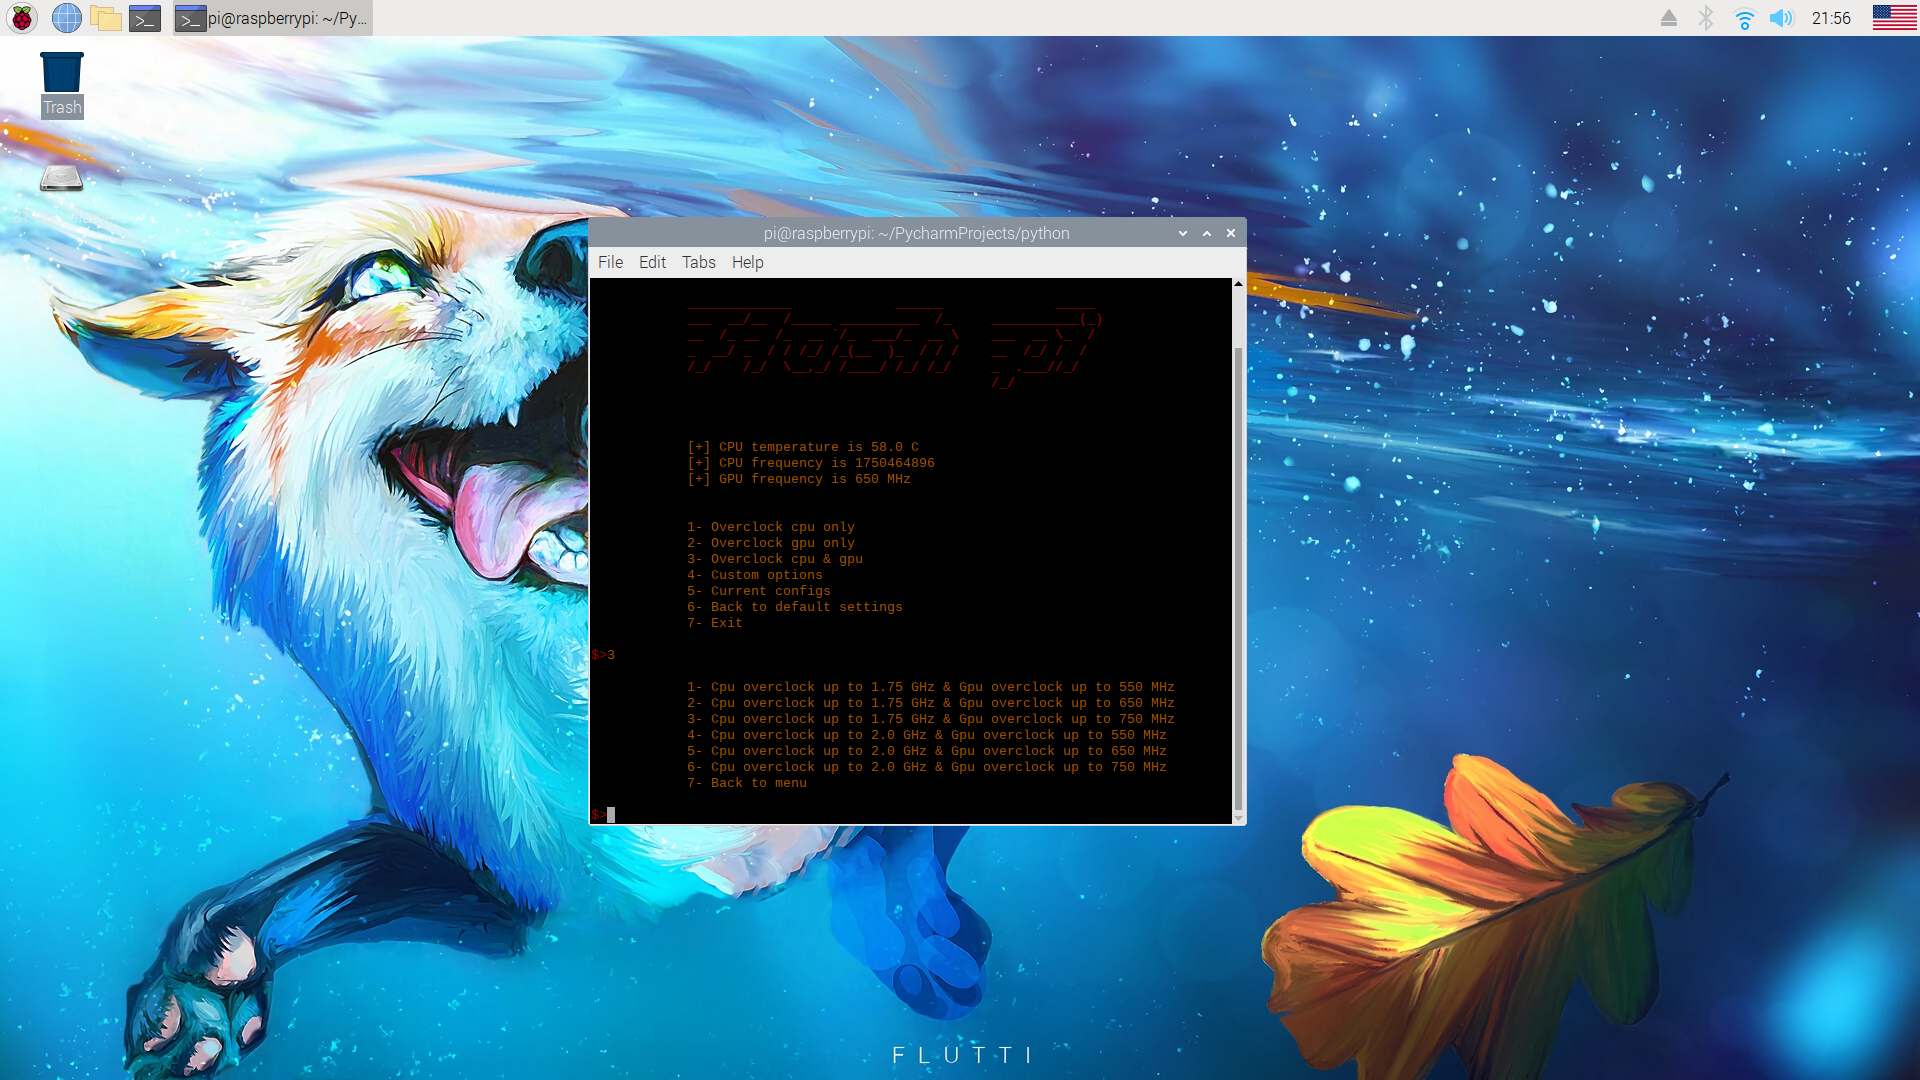 pi@raspberrypi: ~/Py...
21:56
Trash
pi@raspberrypi: ~/PycharmProjects/python
File Edit Tabs Help
[+] CPU temperature is 58.0 C
[+] CPU frequency is 1750464896
[+] GPU frequency is 650 MHz
1- Overclock cpu only
2- Overclock gpu only
3- Overclock cpu & gpu
4- Custom options
5- Current configs
6- Back to default settings
7- Exit
$>3
1- Cpu overclock up to 1.75 GHz & Gpu overclock up to 550 MHz
2- Cpu overclock up to 1.75 GHz & Gpu overclock up to 650 MHz
3- Cpu overclock up to 1.75 GHz & Gpu overclock up to 750 MHz
4- Cpu overclock up to 2.0 GHz & Gpu overclock up to 550 MHz
5- Cpu overclock up to 2.0 GHz & Gpu overclock up to 650 MHz
6- Cpu overclock up to 2.0 GHz & Gpu overclock up to 750 MHz
7- Back to menu
$>
FLUTTI